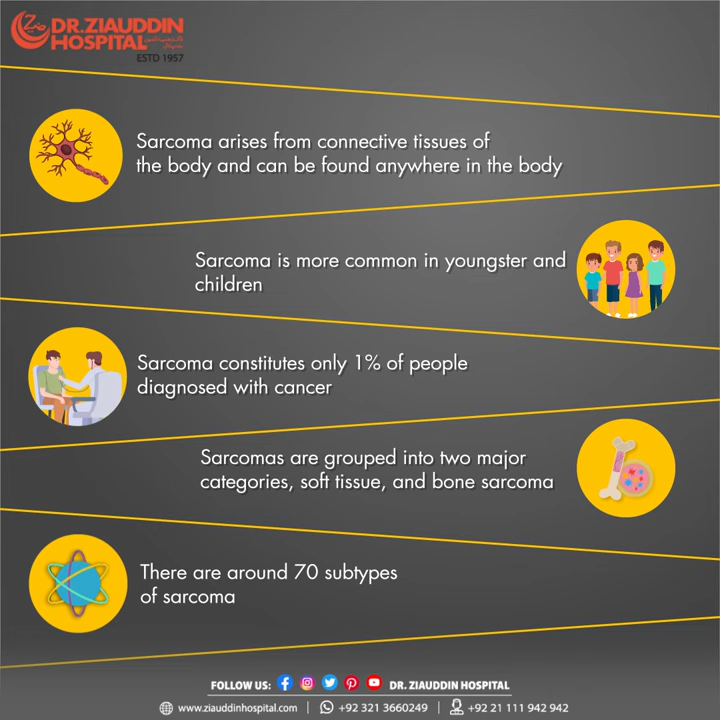 DR.ZIAUDDIN
HOSPITAL
ESTD 1957
Sarcoma arises from connective tissues of
the body and can be found anywhere in the body
Sarcoma is more common in youngster and
children
Sarcoma constitutes only 1% of people
diagnosed with cancer
Sarcomas are grouped into two major
categories, soft tissue, and bone sarcoma
There are around 70 subtypes
of sarcoma
FOLLOW US: DR. ZIAUDDIN HOSPITAL
www.ziauddinhospital.com | +92 321 3660249 | +92 21 111 942 942